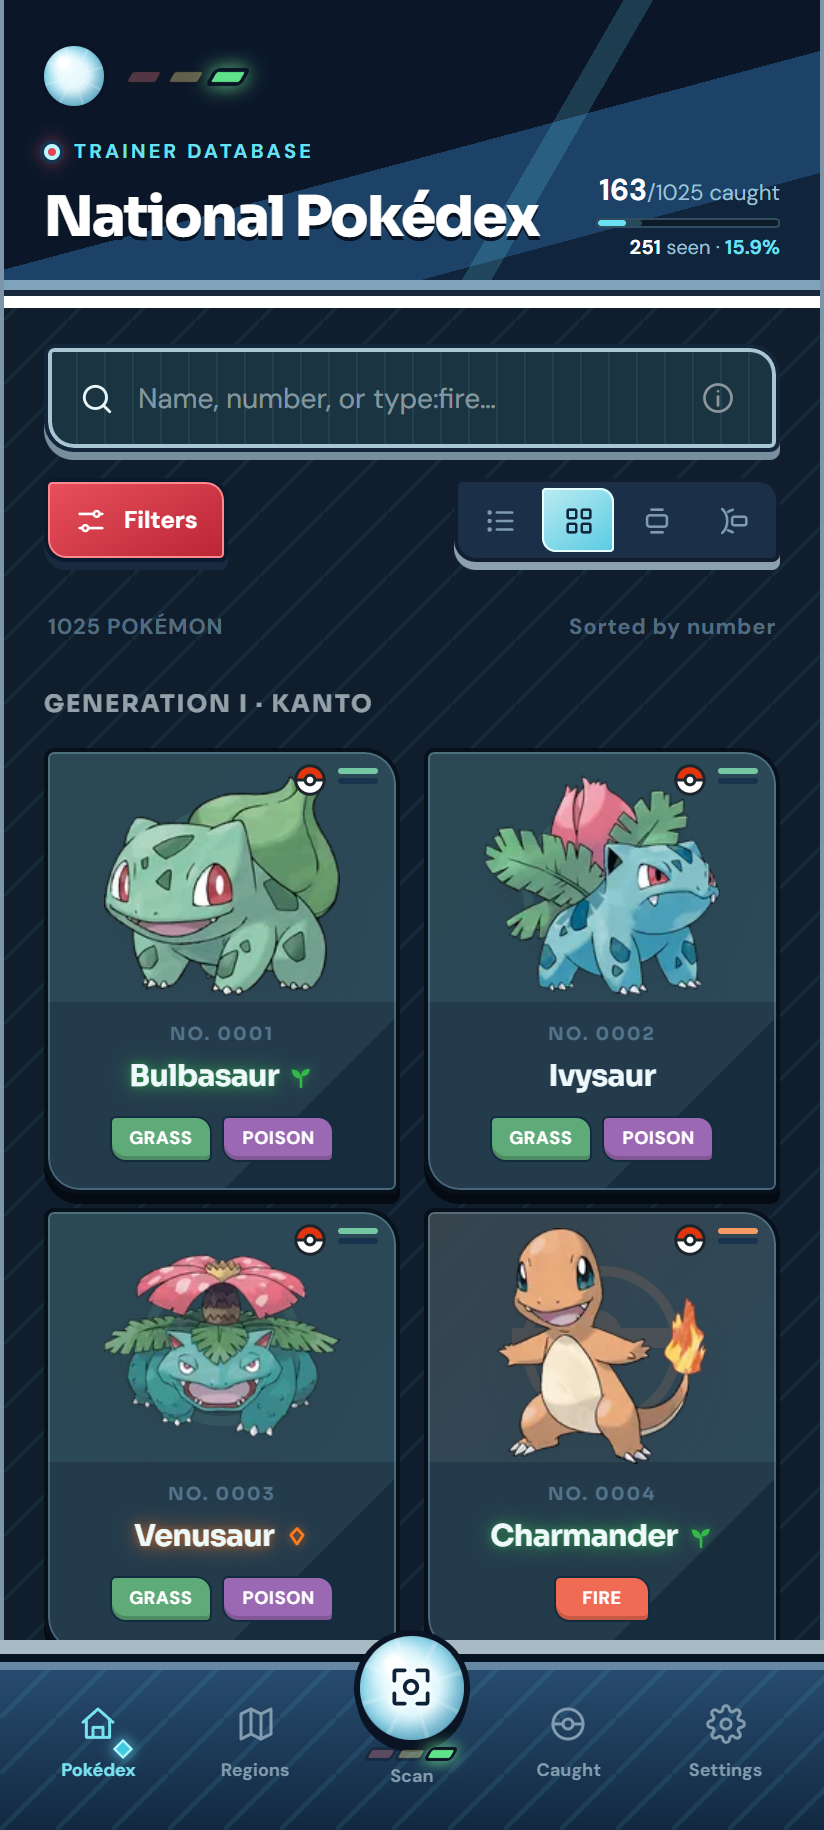 TRAINER DATABASE
National Pokédex
163/1025 caught
251 seen · 15.9%
Name, number, or type:fire...
Filters
1025 POKÉMON
Sorted by number
GENERATION I · KANTO
NO. 0001
Bulbasaur
GRASS POISON
NO. 0002
Ivysaur
GRASS POISON
NO. 0003
Venusaur
GRASS POISON
NO. 0004
Charmander
FIRE
Pokédex
Regions
Scan
Caught
Settings